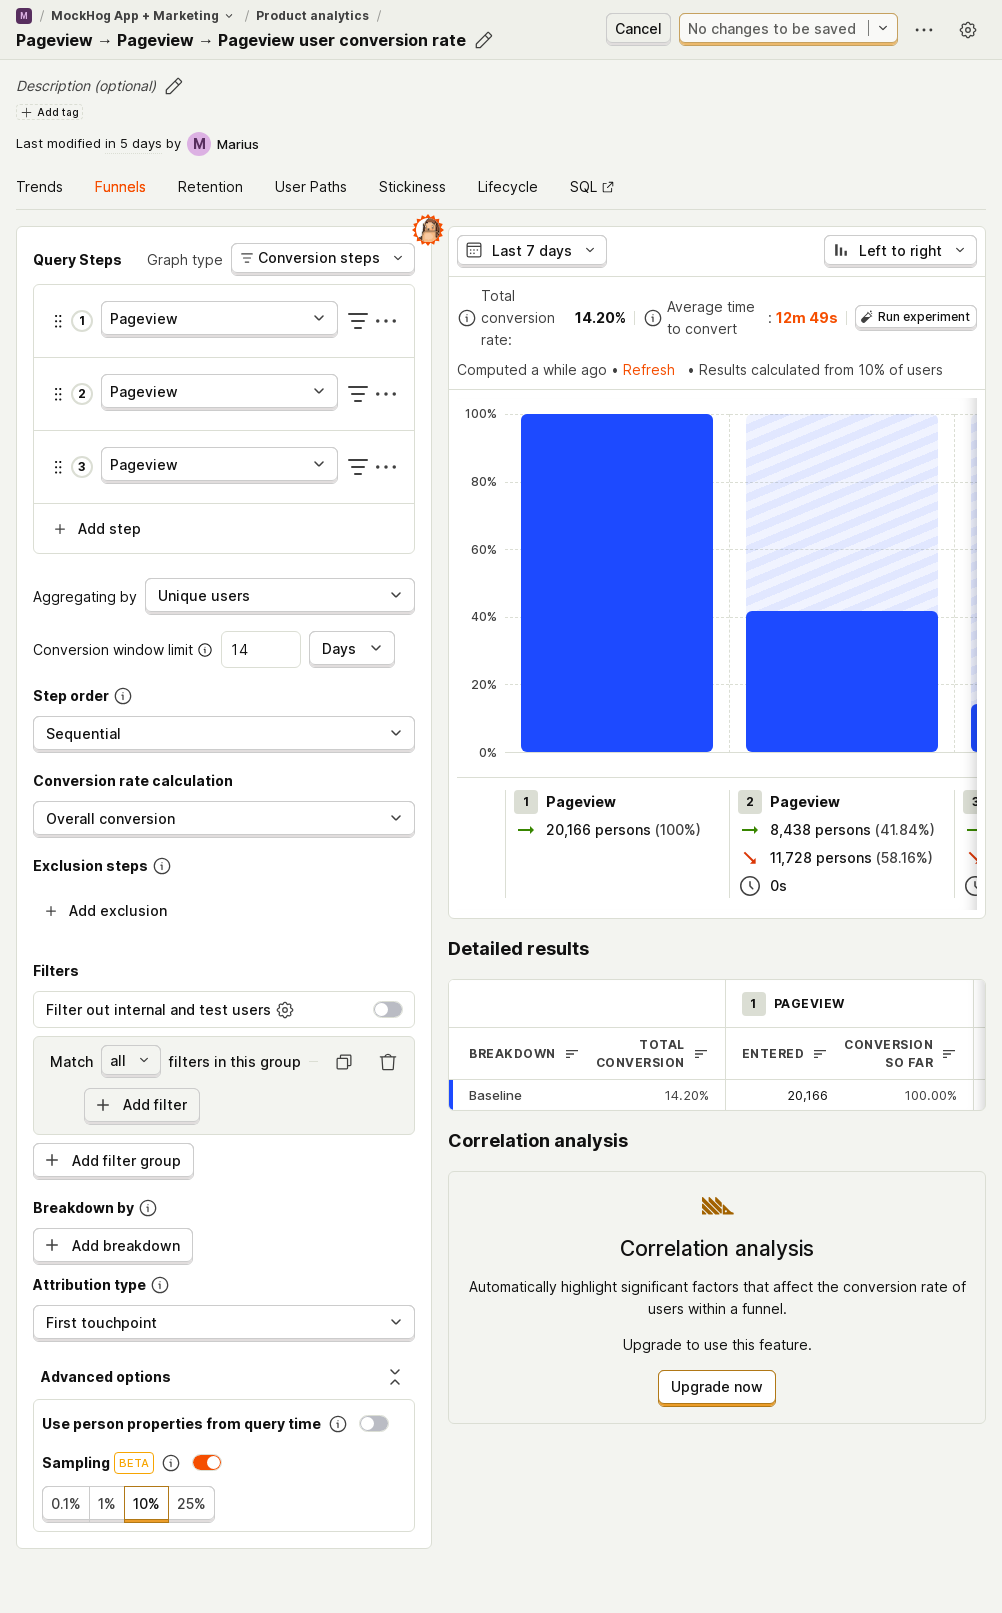 M / MockHog App + Marketing / Product analytics /
Pageview → Pageview → Pageview user conversion rate
Cancel
No changes to be saved
Description (optional)
+ Add tag
Last modified in 5 days by M Marius
Trends Funnels Retention User Paths Stickiness Lifecycle SQL
Query Steps Graph type Conversion steps
1 Pageview
2 Pageview
3 Pageview
+ Add step
Aggregating by Unique users
Conversion window limit 14 Days
Step order
Sequential
Conversion rate calculation
Overall conversion
Exclusion steps
+ Add exclusion
Filters
Filter out internal and test users
Match all filters in this group
+ Add filter
+ Add filter group
Breakdown by
+ Add breakdown
Attribution type
First touchpoint
Advanced options
Use person properties from query time
Sampling BETA
0.1% 1% 10% 25%
Last 7 days Left to right
Total conversion rate: 14.20%
Average time to convert : 12m 49s
Run experiment
Computed a while ago • Refresh • Results calculated from 10% of users
100%
80%
60%
40%
20%
0%
1 Pageview
20,166 persons (100%)
2 Pageview
8,438 persons (41.84%)
11,728 persons (58.16%)
0s
3
Detailed results
1 PAGEVIEW
BREAKDOWN TOTAL CONVERSION ENTERED CONVERSION SO FAR
Baseline 14.20% 20,166 100.00%
Correlation analysis
Correlation analysis
Automatically highlight significant factors that affect the conversion rate of
users within a funnel.
Upgrade to use this feature.
Upgrade now